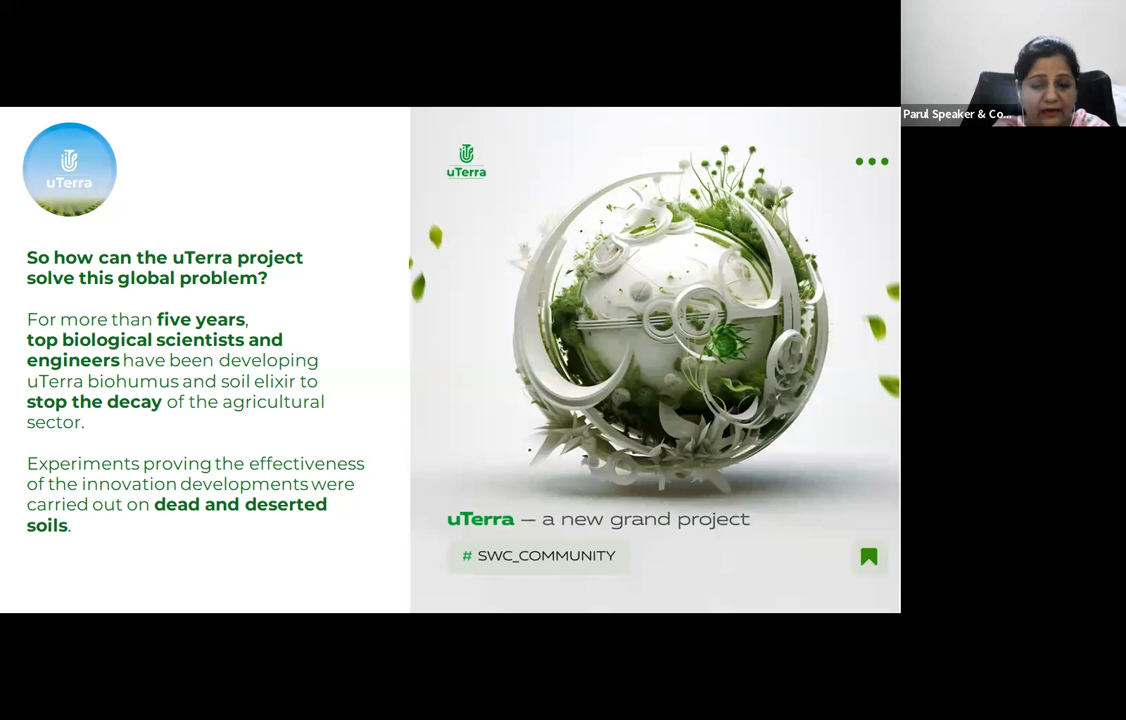 Parul Speaker & Co...
uTerra
So how can the uTerra project
solve this global problem?
For more than five years,
top biological scientists and
engineers have been developing
uTerra biohumus and soil elixir to
stop the decay of the agricultural
sector.
Experiments proving the effectiveness
of the innovation developments were
carried out on dead and deserted
soils.
uTerra
uTerra — a new grand project
# SWC_COMMUNITY